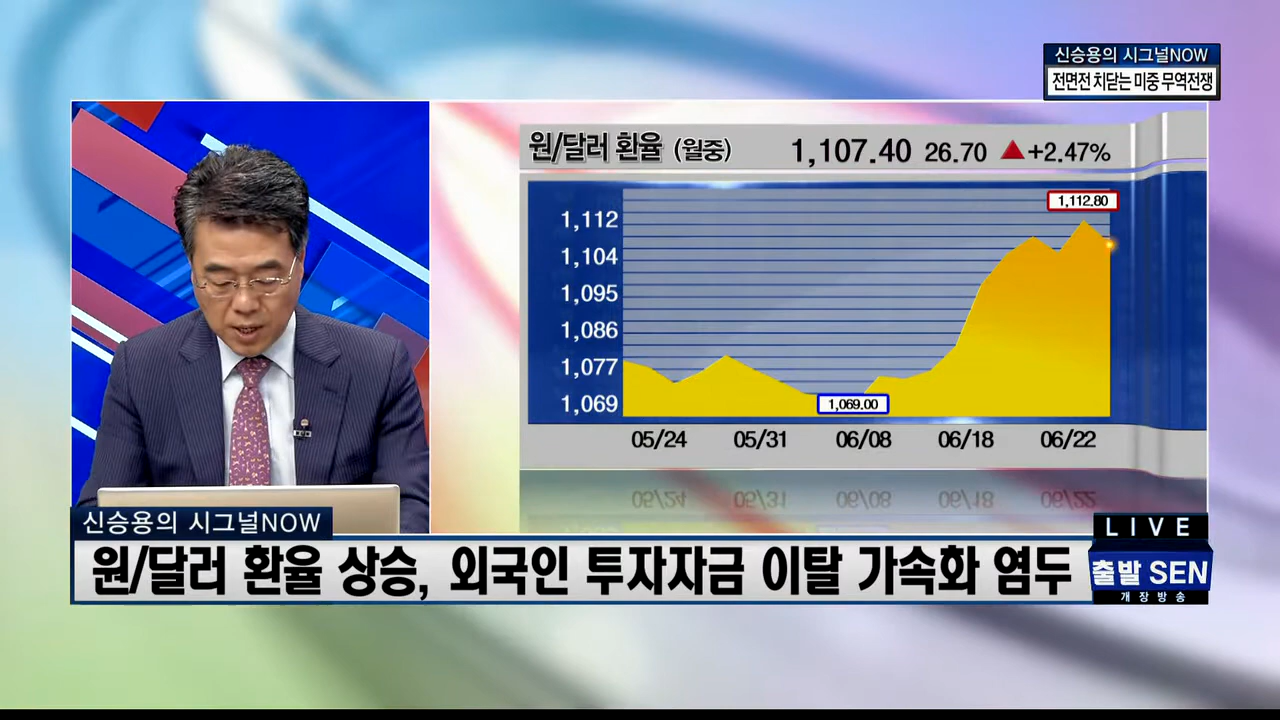 신승용의 시그널NOW
전면전 치닫는 미중 무역전쟁
원/달러 환율 (월중) 1,107.40 26.70 ▲+2.47%
1,112.80
1,112
1,104
1,095
1,086
1,077
1,069
1,069.00
05/24 05/31 06/08 06/18 06/22
신승용의 시그널NOW
원/달러 환율 상승, 외국인 투자자금 이탈 가속화 염두
LIVE
출발 SEN
개장방송